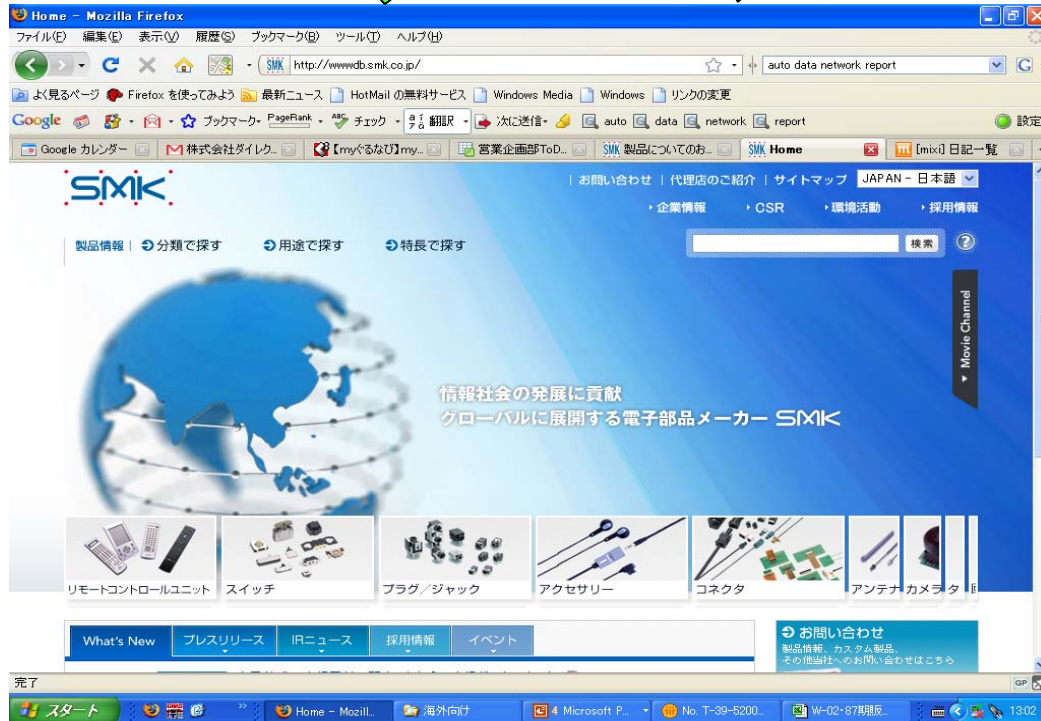 Home - Mozilla Firefox
ファイル(F) 編集(E) 表示(V) 履歴(S) ブックマーク(B) ツール(T) ヘルプ(H)
SMK http://wwwdb.smk.co.jp/ auto data network report G
よく見るページ Firefox を使ってみよう 最新ニュース HotMail の無料サービス Windows Media Windows リンクの変更
Google ブックマーク PageRank チェック 翻訳 次に送信 auto data network report 設定
Google カレンダー 株式会社ダイレク... 【myぐるなび】my... 営業企画部ToD... SMK 製品についてのお... SMK Home [mixi] 日記一覧
SMK お問い合わせ | 代理店のご紹介 | サイトマップ JAPAN - 日本語
企業情報 CSR 環境活動 採用情報
製品情報 | 分類で探す 用途で探す 特長で探す 検索 ?
Movie Channel
情報社会の発展に貢献
グローバルに展開する電子部品メーカー SMK
リモートコントロールユニット スイッチ プラグ／ジャック アクセサリー コネクタ アンテナ カメラ タ
What's New プレスリリース IRニュース 採用情報 イベント お問い合わせ
製品情報、カスタム製品、
その他当社へのお問い合わせはこちら
完了 GP
スタート Home - Mozill... 海外向け 4 Microsoft P... No. T-39-5200... W-02・87期販... 13:02